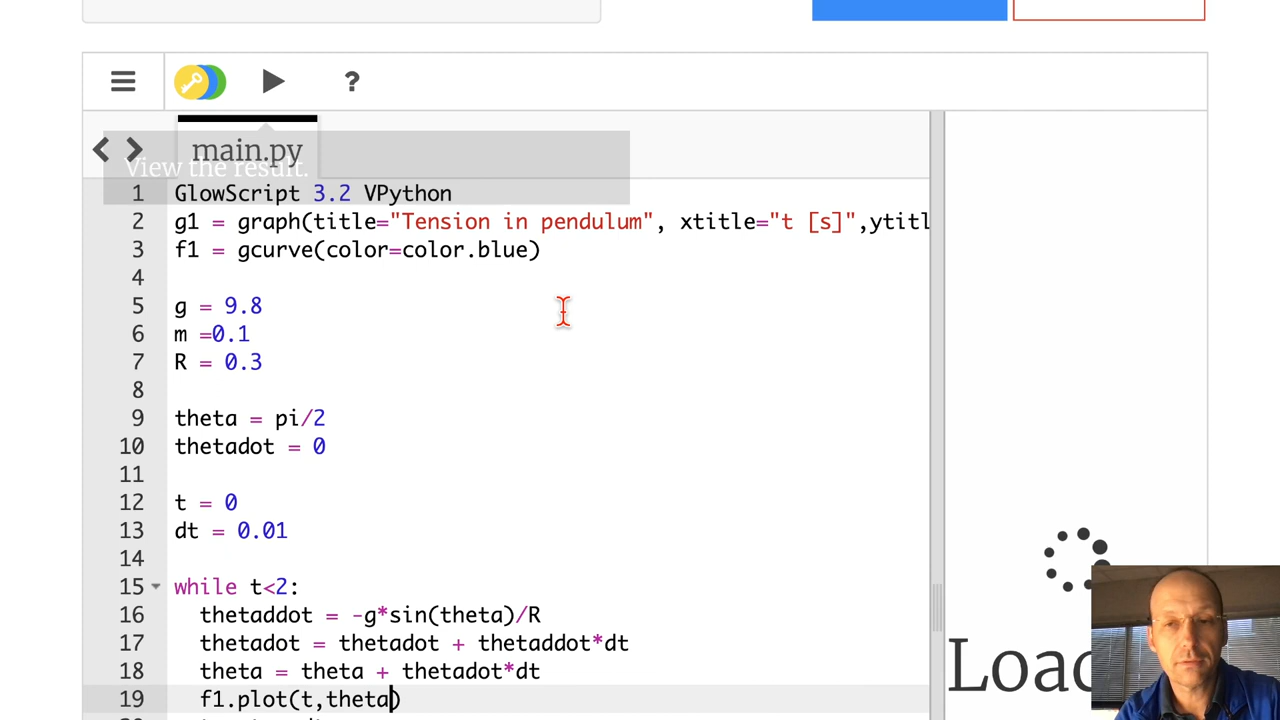 ?
main.py
View the result.
1 GlowScript 3.2 VPython
2 g1 = graph(title="Tension in pendulum", xtitle="t [s]",ytitl
3 f1 = gcurve(color=color.blue)
4
5 g = 9.8
6 m =0.1
7 R = 0.3
8
9 theta = pi/2
10 thetadot = 0
11
12 t = 0
13 dt = 0.01
14
15 while t<2:
16 thetaddot = -g*sin(theta)/R
17 thetadot = thetadot + thetaddot*dt
18 theta = theta + thetadot*dt
19 f1.plot(t,theta)
Load